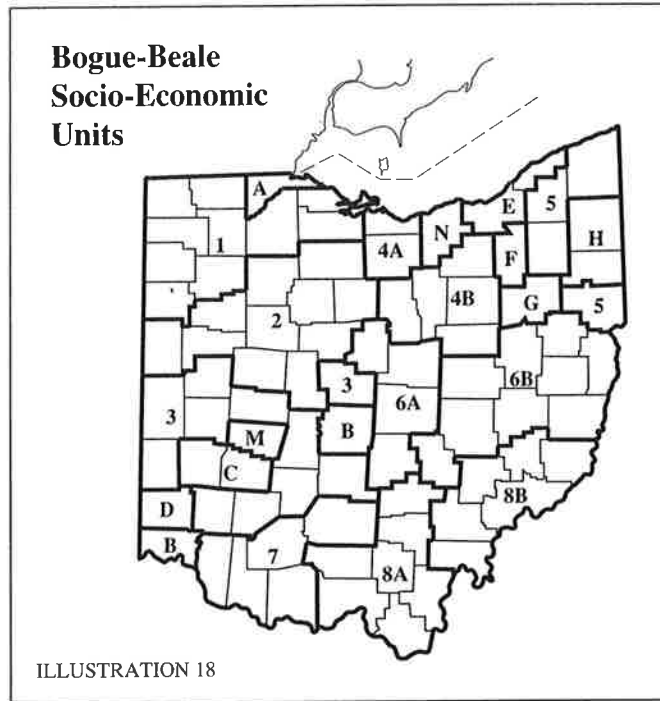 Bogue-Beale
Socio-Economic
Units
A
E
5
1
N
H
4A
F
4B
G
5
2
3
6B
3
6A
B
M
C
8B
D
B
7
8A
ILLUSTRATION 18